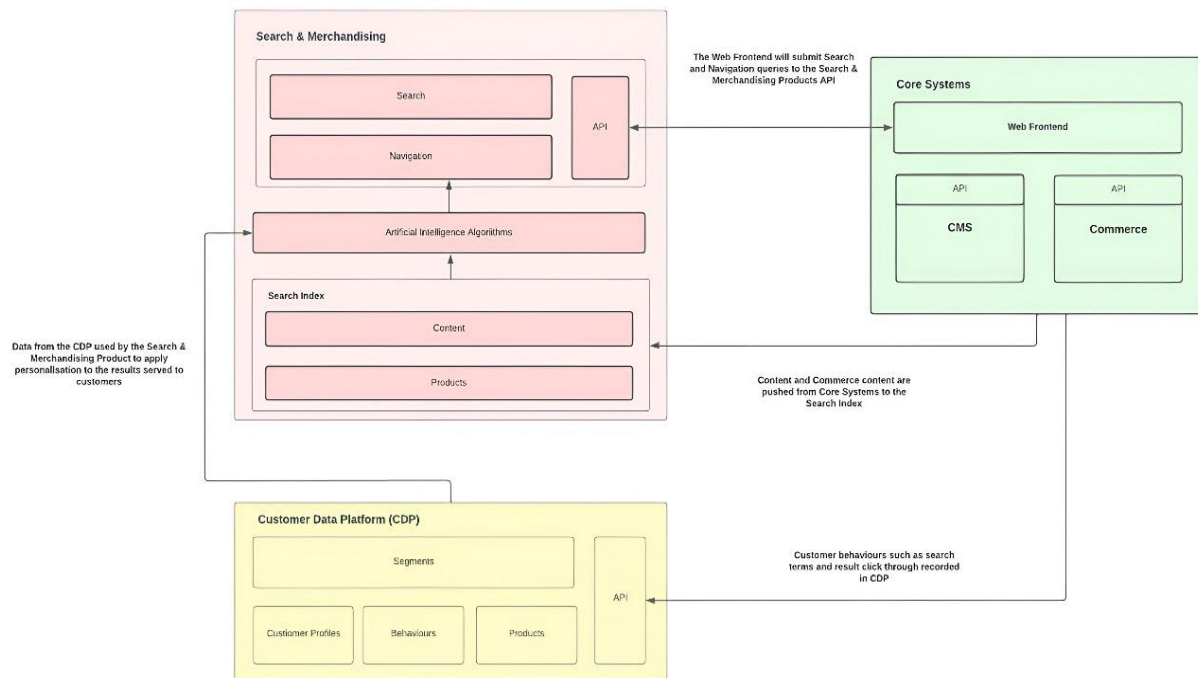 Search & Merchandising
Search
Navigation
API
Artificial Intelligence Algorithms
Search Index
Content
Products
The Web Frontend will submit Search
and Navigation queries to the Search &
Merchandising Products API
Core Systems
Web Frontend
API
CMS
API
Commerce
Data from the CDP used by the Search &
Merchandising Product to apply
personalisation to the results served to
customers
Content and Commerce content are
pushed from Core Systems to the
Search Index
Customer Data Platform (CDP)
Segments
Customer Profiles
Behaviours
Products
API
Customer behaviours such as search
terms and result click through recorded
in CDP